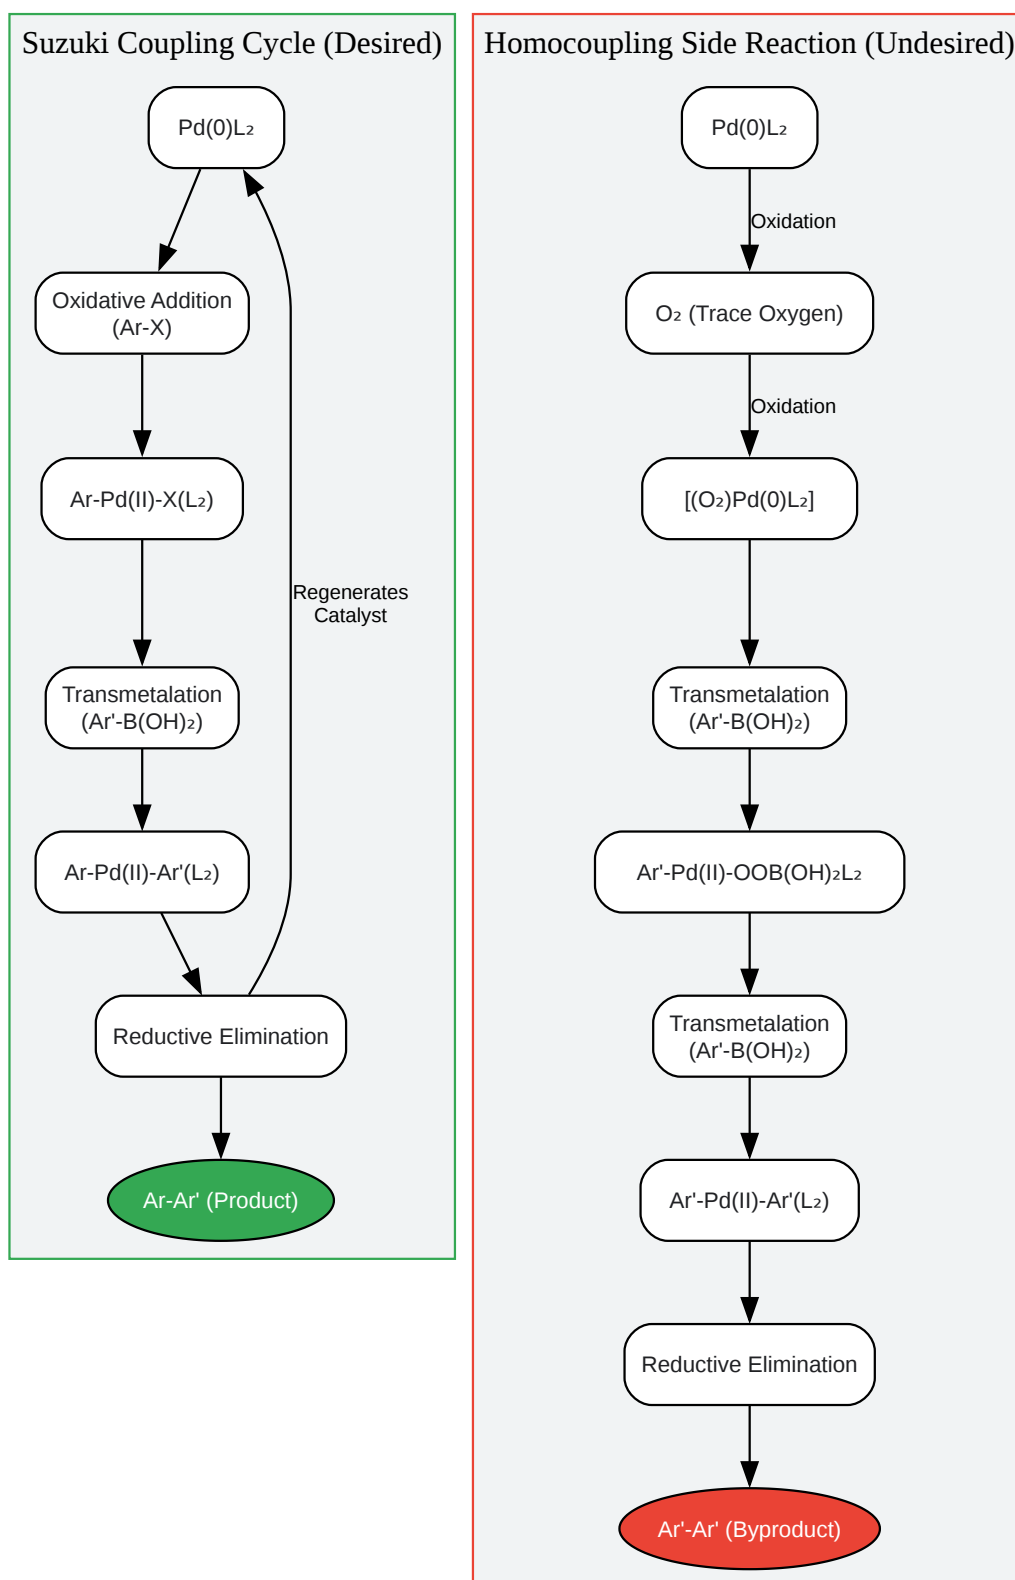 Suzuki Coupling Cycle (Desired)
Pd(0)L₂
Oxidative Addition
(Ar-X)
Ar-Pd(II)-X(L₂)
Regenerates
Catalyst
Transmetalation
(Ar'-B(OH)₂)
Ar-Pd(II)-Ar'(L₂)
Reductive Elimination
Ar-Ar' (Product)
Homocoupling Side Reaction (Undesired)
Pd(0)L₂
Oxidation
O₂ (Trace Oxygen)
Oxidation
[(O₂)Pd(0)L₂]
Transmetalation
(Ar'-B(OH)₂)
Ar'-Pd(II)-OOB(OH)₂L₂
Transmetalation
(Ar'-B(OH)₂)
Ar'-Pd(II)-Ar'(L₂)
Reductive Elimination
Ar'-Ar' (Byproduct)